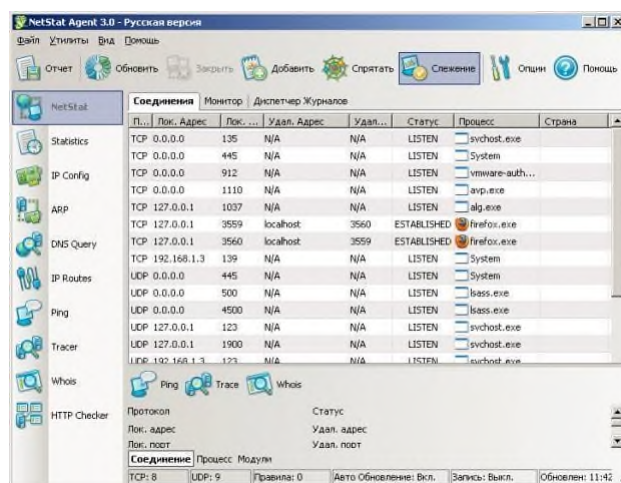 NetStat Agent 3.0 - Русская версия
Файл Утилиты Вид Помощь
Отчет Обновить Закрыть Добавить Спрятать Слежение Опции Помощь
NetStat
Statistics
IP Config
ARP
DNS Query
IP Routes
Ping
Tracer
Whois
HTTP Checker
Соединения Монитор Диспетчер Журналов
П... Лок. Адрес Лок. ... Удал. Адрес Удал... Статус Процесс Страна
TCP 0.0.0.0 135 N/A N/A LISTEN svchost.exe
TCP 0.0.0.0 445 N/A N/A LISTEN System
TCP 0.0.0.0 912 N/A N/A LISTEN vmware-auth...
TCP 0.0.0.0 1110 N/A N/A LISTEN avp.exe
TCP 127.0.0.1 1037 N/A N/A LISTEN alg.exe
TCP 127.0.0.1 3559 localhost 3560 ESTABLISHED firefox.exe
TCP 127.0.0.1 3560 localhost 3559 ESTABLISHED firefox.exe
TCP 192.168.1.3 139 N/A N/A LISTEN System
UDP 0.0.0.0 445 N/A N/A LISTEN System
UDP 0.0.0.0 500 N/A N/A LISTEN lsass.exe
UDP 0.0.0.0 4500 N/A N/A LISTEN lsass.exe
UDP 127.0.0.1 123 N/A N/A LISTEN svchost.exe
UDP 127.0.0.1 1900 N/A N/A LISTEN svchost.exe
UDP 192.168.1.3 123 N/A N/A LISTEN svchost.exe
Ping Trace Whois
Протокол Статус
Лок. адрес Удал. адрес
Лок. порт Удал. порт
Соединение Процесс Модули
TCP: 8 UDP: 9 Правила: 0 Авто Обновление: Вкл. Запись: Выкл. Обновлен: 11:42